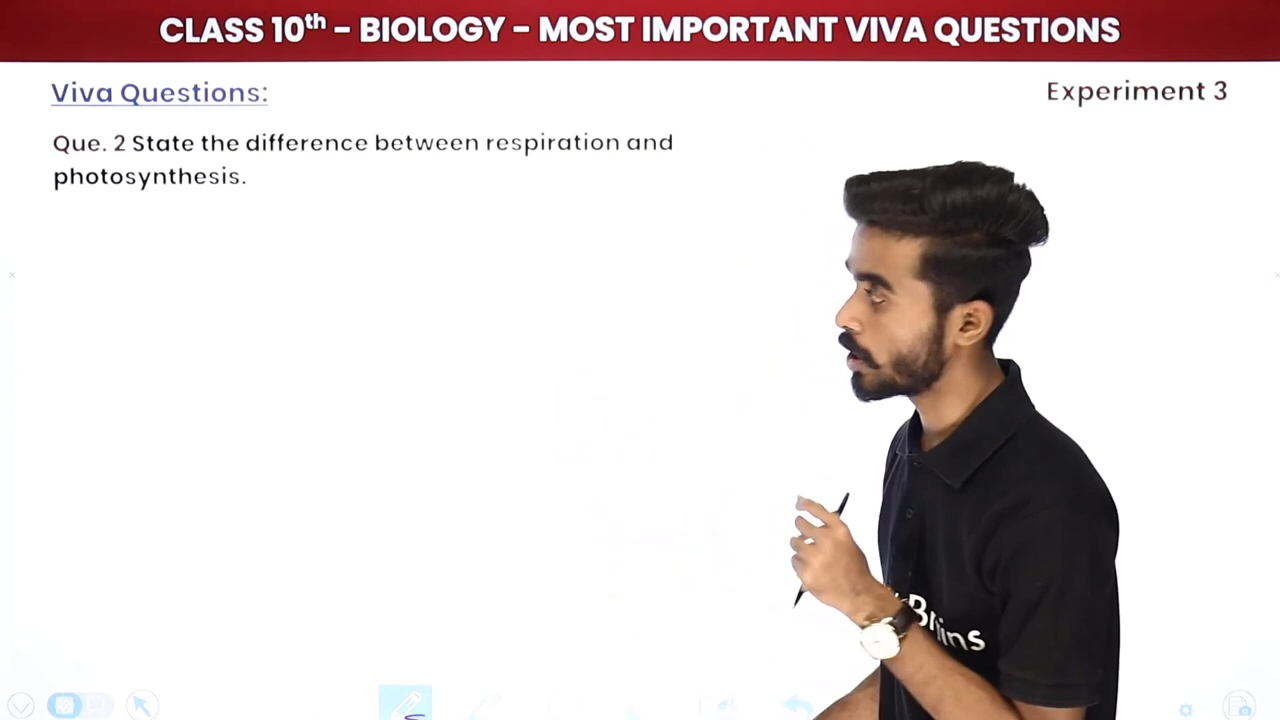 CLASS 10th - BIOLOGY - MOST IMPORTANT VIVA QUESTIONS
Viva Questions:
Experiment 3
Que. 2 State the difference between respiration and
photosynthesis.
Brains